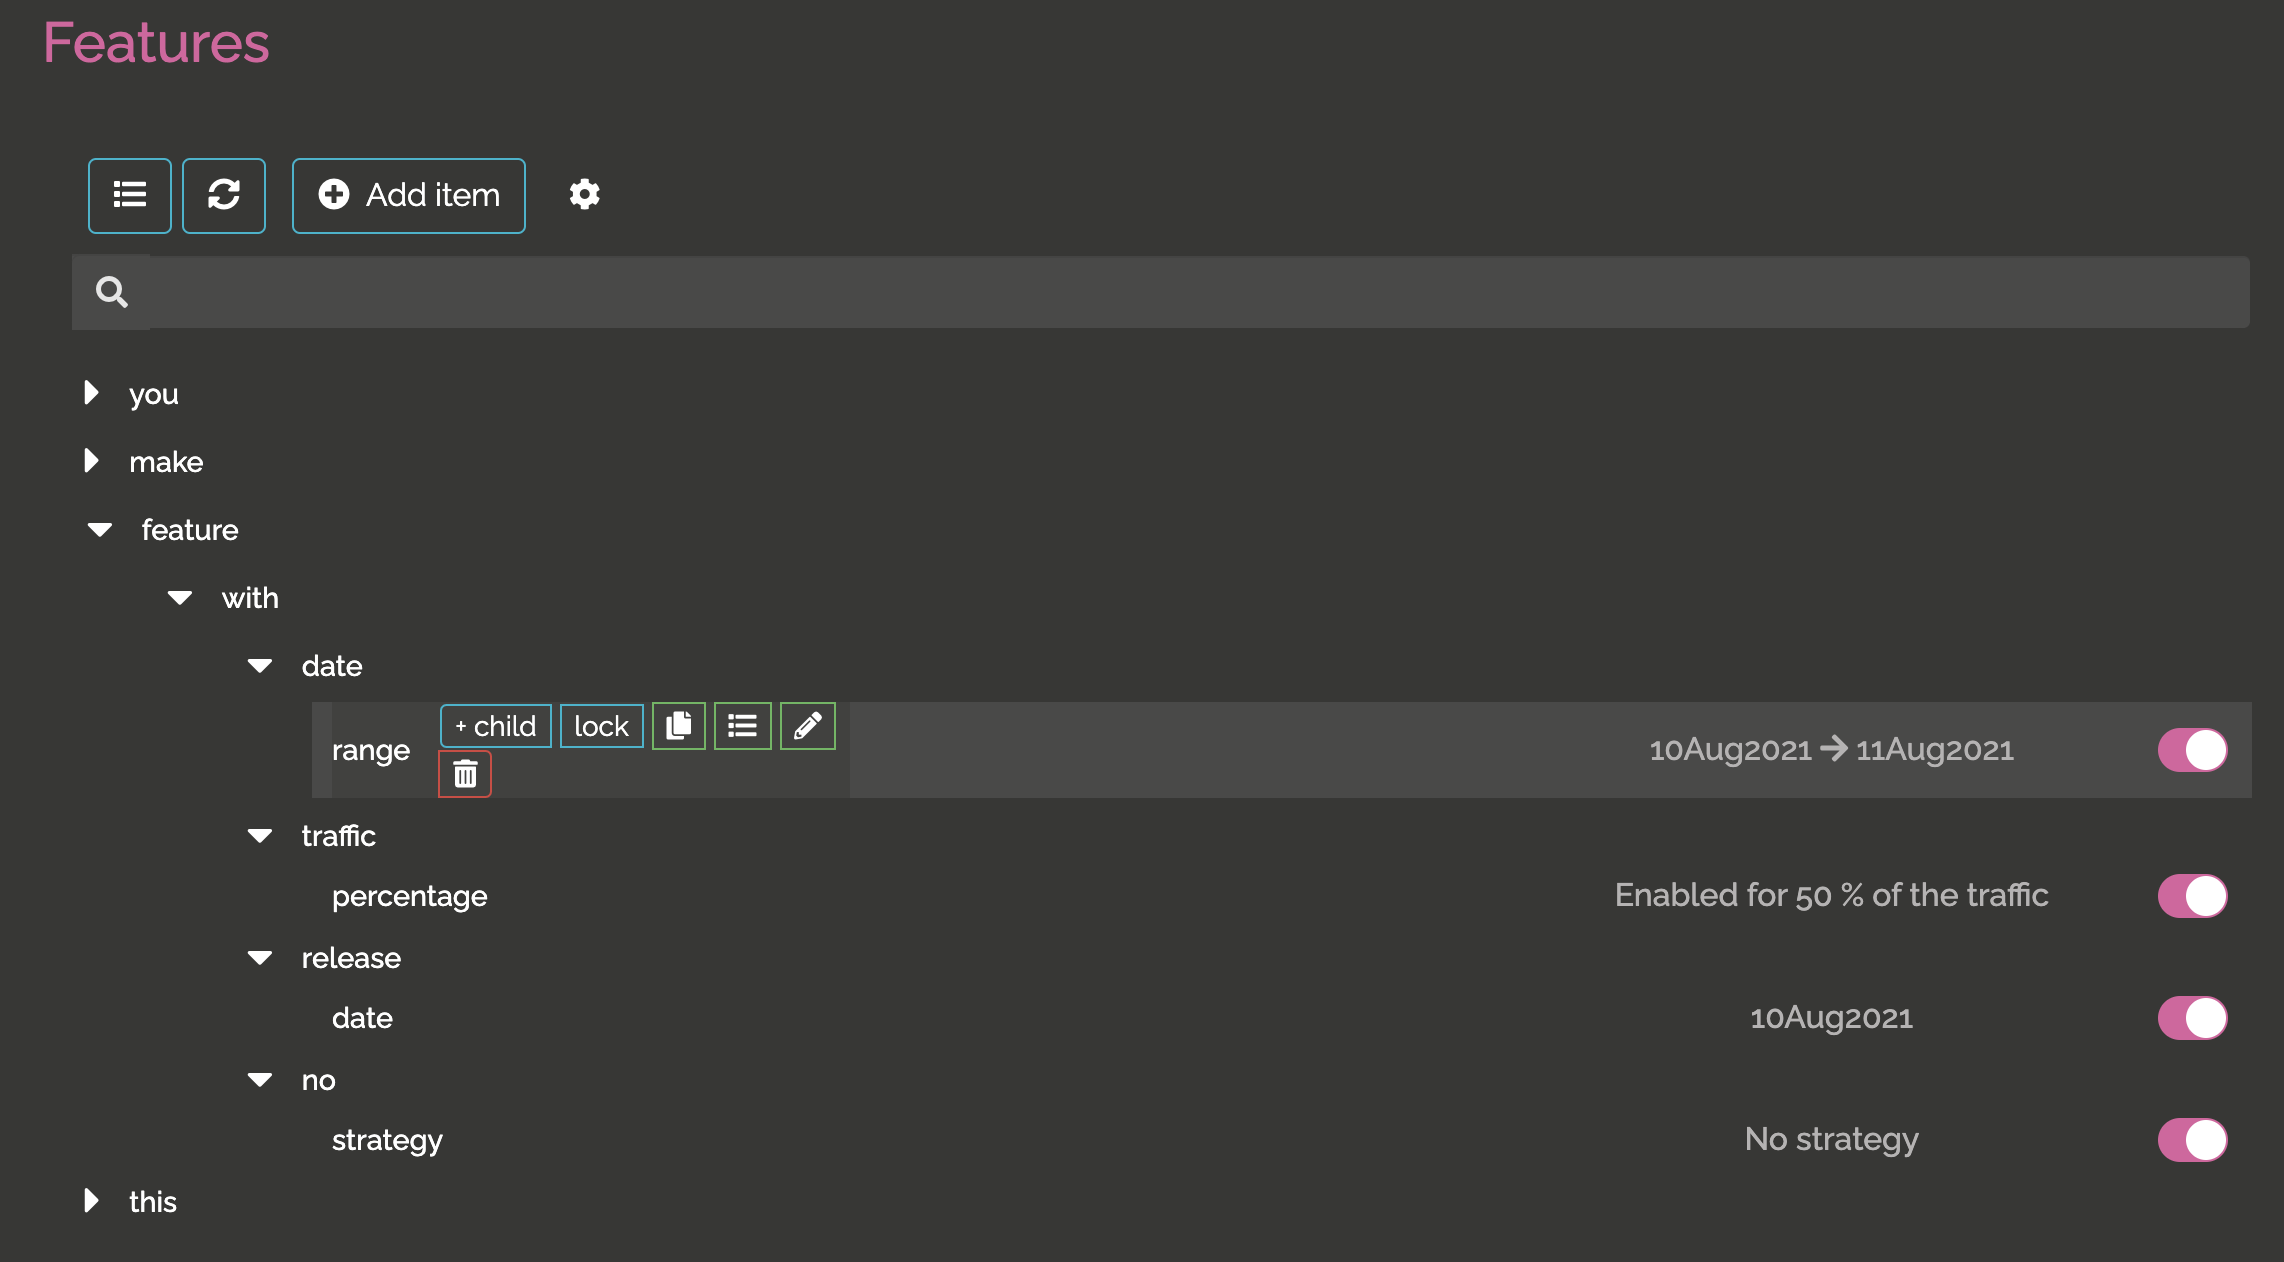 Features
Add item
you
make
feature
with
date
+ child lock
range 10Aug2021 → 11Aug2021
traffic
percentage Enabled for 50 % of the traffic
release
date 10Aug2021
no
strategy No strategy
this